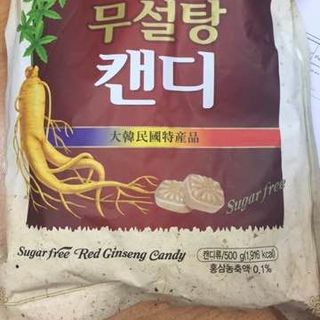 무설탕
캔디
大韓民國特産品
Sugar free
Sugar free Red Ginseng Candy
캔디류/500 g(1,916 kcal)
홍삼농축액 0.1%